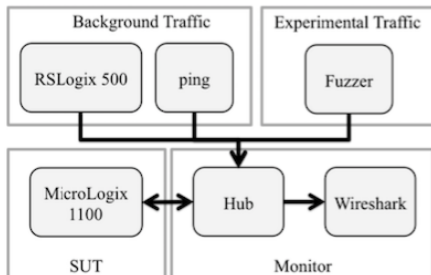 Background Traffic
Experimental Traffic
RSLogix 500
ping
Fuzzer
MicroLogix
1100
Hub
Wireshark
SUT
Monitor